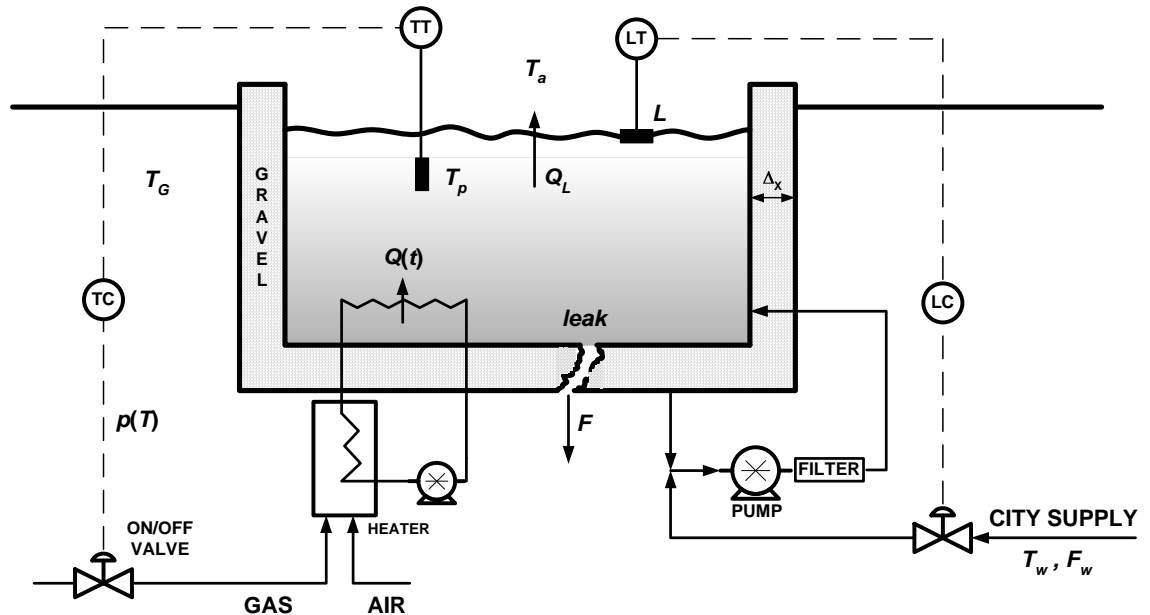 TT
LT
T_a
L
T_G
GRAVEL
T_p
Q_L
Δ_X
Q(t)
TC
leak
LC
p(T)
F
FILTER
PUMP
ON/OFF
VALVE
HEATER
CITY SUPPLY
T_w , F_w
GAS
AIR